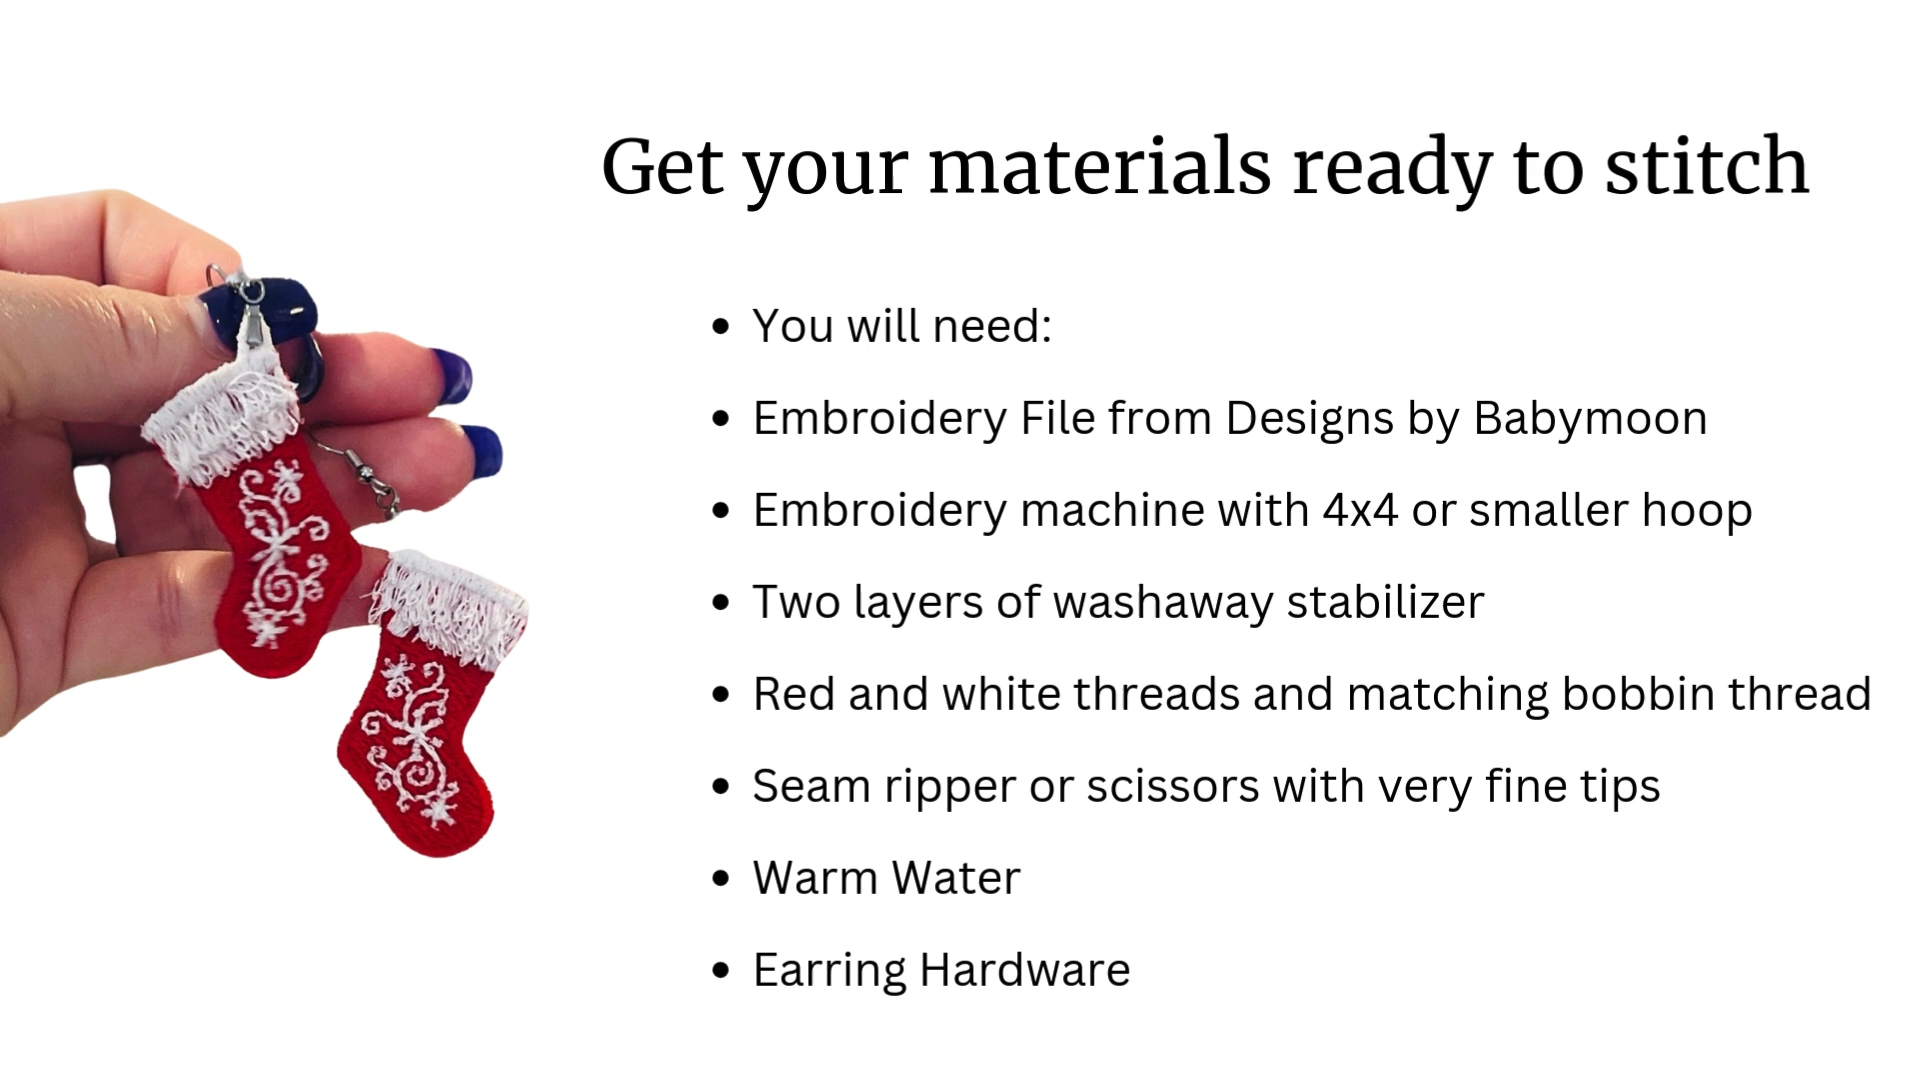 Get your materials ready to stitch
• You will need:
• Embroidery File from Designs by Babymoon
• Embroidery machine with 4x4 or smaller hoop
• Two layers of washaway stabilizer
• Red and white threads and matching bobbin thread
• Seam ripper or scissors with very fine tips
• Warm Water
• Earring Hardware